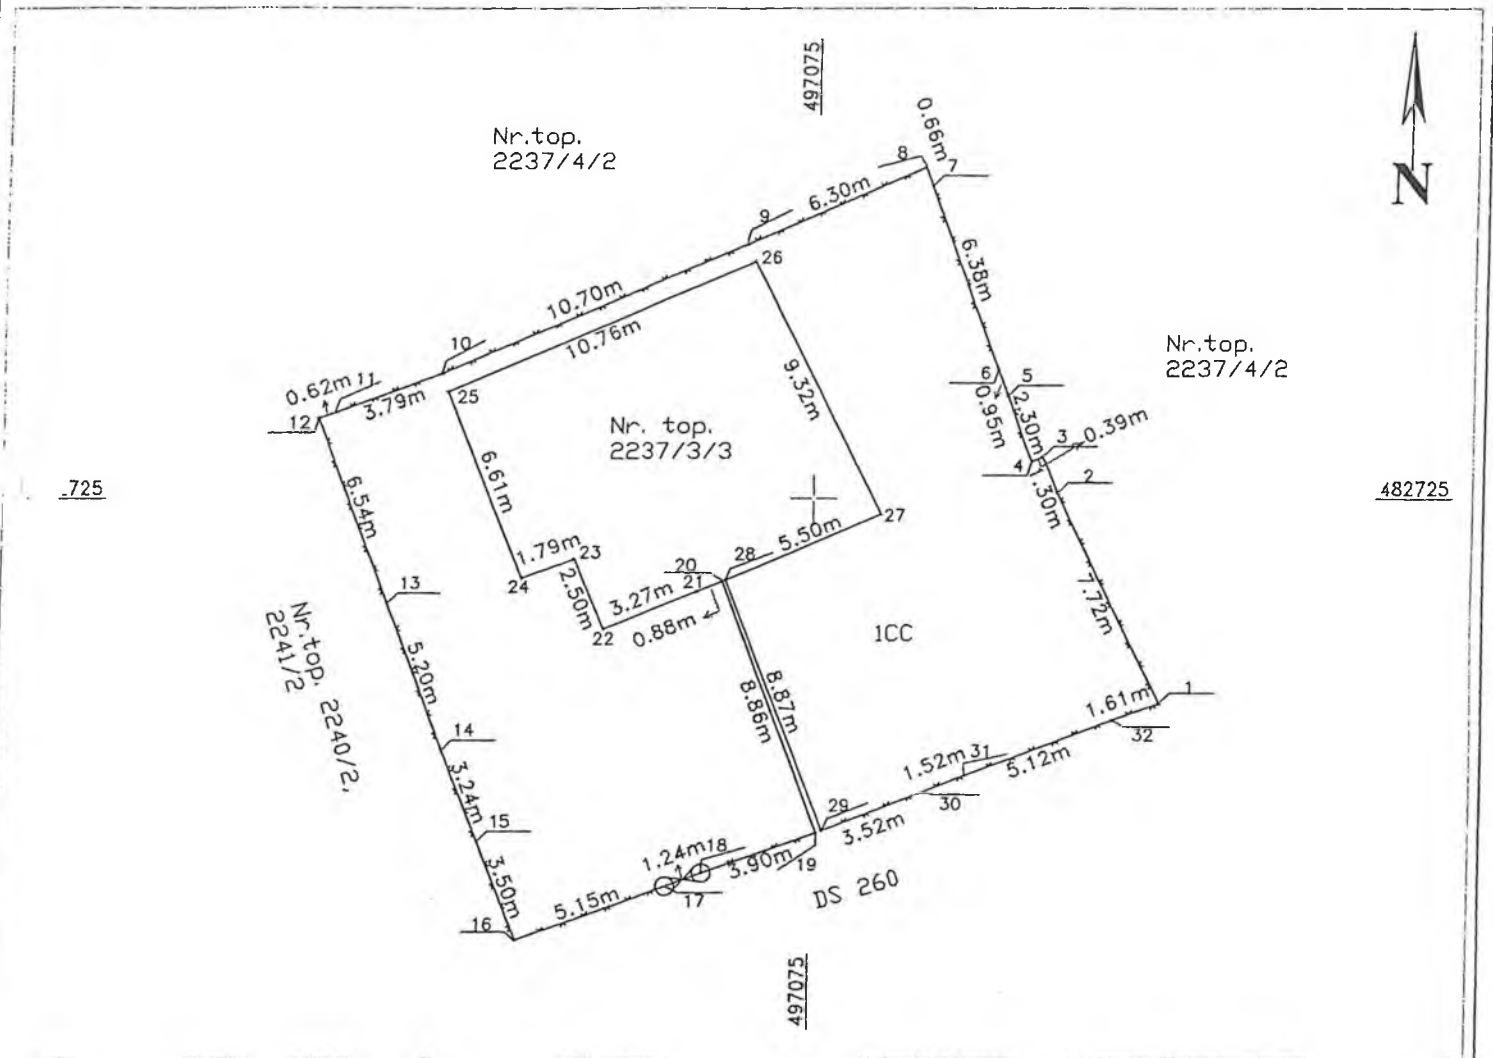 497075
Nr.top.
2237/4/2
N
0.66m
8
7
6.30m
9
6.38m
26
10.70m
10.76m
10
Nr.top.
2237/4/2
0.62m
11
3.79m
12
25
9.32m
6
5
0.95m
2.30m
Nr. top.
2237/3/3
3
0.39m
4
2
1.30m
.725
482725
6.61m
6.54m
27
5.50m
1.79m
23
24
2.50m
28
20
21
3.27m
22
0.88m
13
7.72m
1CC
Nr.top. 2240/2,
2241/2
5.20m
8.87m
8.86m
1
1.61m
32
14
1.52m
31
5.12m
3.24m
30
29
3.52m
15
1.24m
18
3.90m
19
3.50m
17
5.15m
16
DS 260
497075